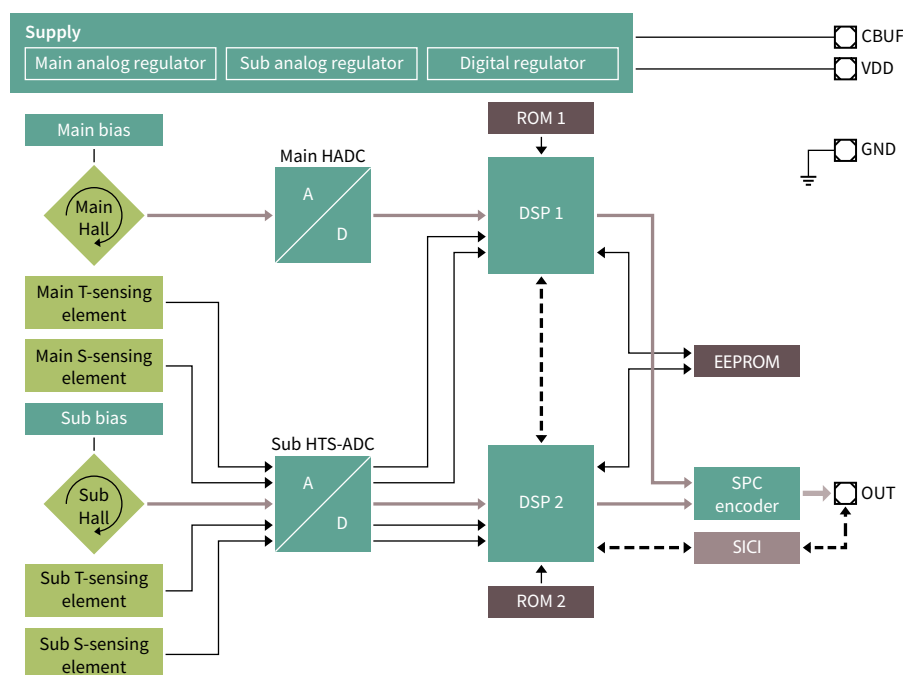 Supply
Main analog regulator
Sub analog regulator
Digital regulator
CBUF
VDD
GND
Main bias
Main HADC
ROM 1
A
D
Main
Hall
DSP 1
Main T-sensing
element
Main S-sensing
element
EEPROM
Sub bias
Sub HTS-ADC
A
D
Sub
Hall
DSP 2
SPC
encoder
OUT
SICI
Sub T-sensing
element
ROM 2
Sub S-sensing
element